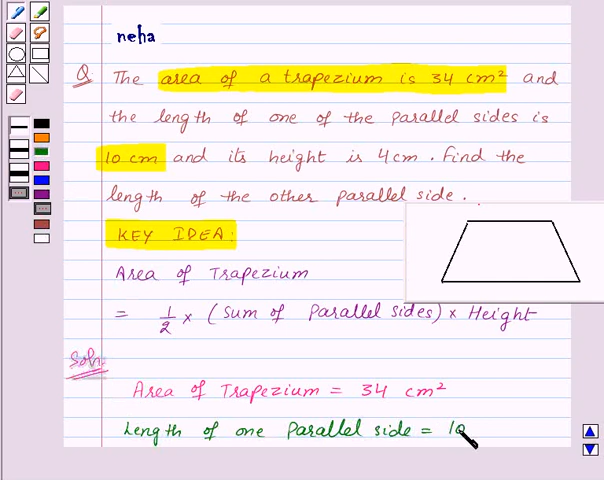 neha
Q The area of a trapezium is 34 cm² and
the length of one of the parallel sides is
10 cm and its height is 4cm. Find the
length of the other parallel side.
KEY IDEA:
Area of Trapezium
= 1/2 × (Sum of Parallel sides) × Height
Soln:
Area of Trapezium = 34 cm²
Length of one Parallel side = 10